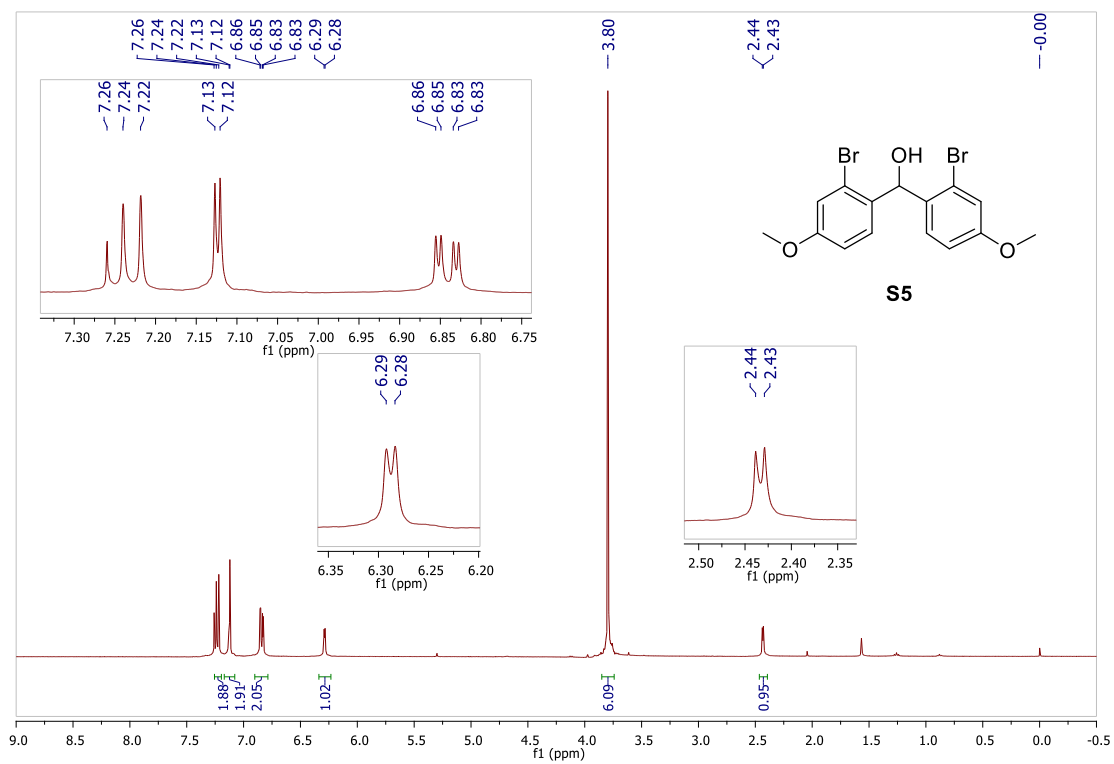 7.26 7.24 7.22 7.13 7.12 6.86 6.85 6.83 6.83 6.29 6.28 3.80 2.44 2.43 -0.00
7.26 7.24 7.22 7.13 7.12 6.86 6.85 6.83 6.83
7.30 7.25 7.20 7.15 7.10 7.05 7.00 6.95 6.90 6.85 6.80 6.75
f1 (ppm)
Br OH Br
O O
S5
6.29 6.28
6.35 6.30 6.25 6.20
f1 (ppm)
2.44 2.43
2.50 2.45 2.40 2.35
f1 (ppm)
1.88 1.91 2.05 1.02 6.09 0.95
9.0 8.5 8.0 7.5 7.0 6.5 6.0 5.5 5.0 4.5 4.0 3.5 3.0 2.5 2.0 1.5 1.0 0.5 0.0 -0.5
f1 (ppm)